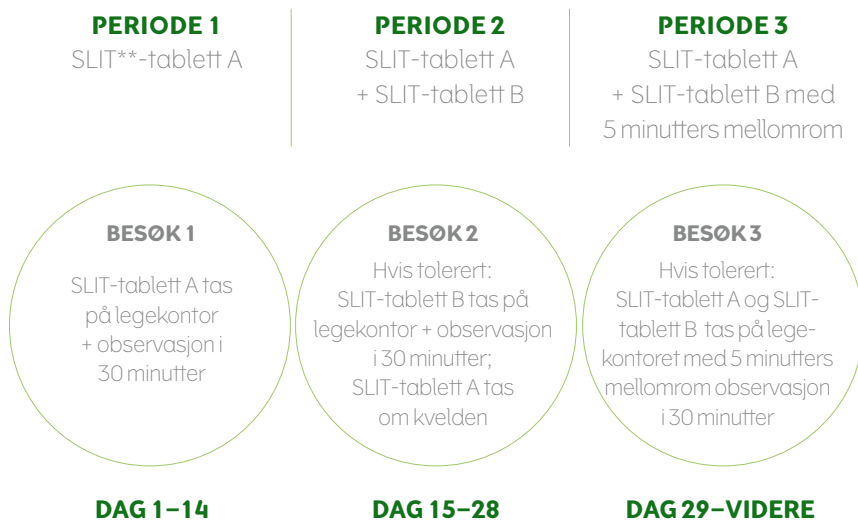 PERIODE 1
SLIT**-tablett A
PERIODE 2
SLIT-tablett A
+ SLIT-tablett B
PERIODE 3
SLIT-tablett A
+ SLIT-tablett B med
5 minutters mellomrom
BESØK 1
SLIT-tablett A tas
på legekontor
+ observasjon i
30 minutter
BESØK 2
Hvis tolerert:
SLIT-tablett B tas på
legekontor + observasjon
i 30 minutter;
SLIT-tablett A tas
om kvelden
BESØK 3
Hvis tolerert:
SLIT-tablett A og SLIT-
tablett B tas på lege-
kontoret med 5 minutters
mellomrom observasjon
i 30 minutter
DAG 1–14
DAG 15–28
DAG 29–VIDERE